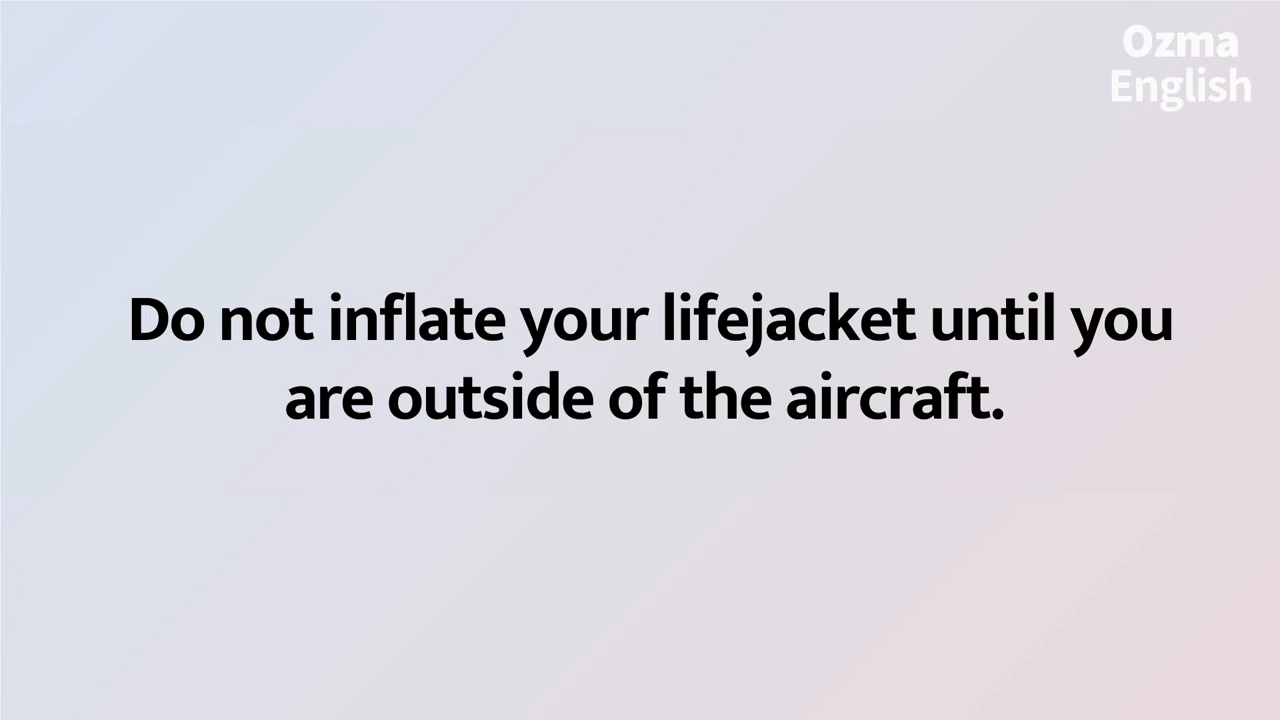 Ozma
English
Do not inflate your lifejacket until you
are outside of the aircraft.